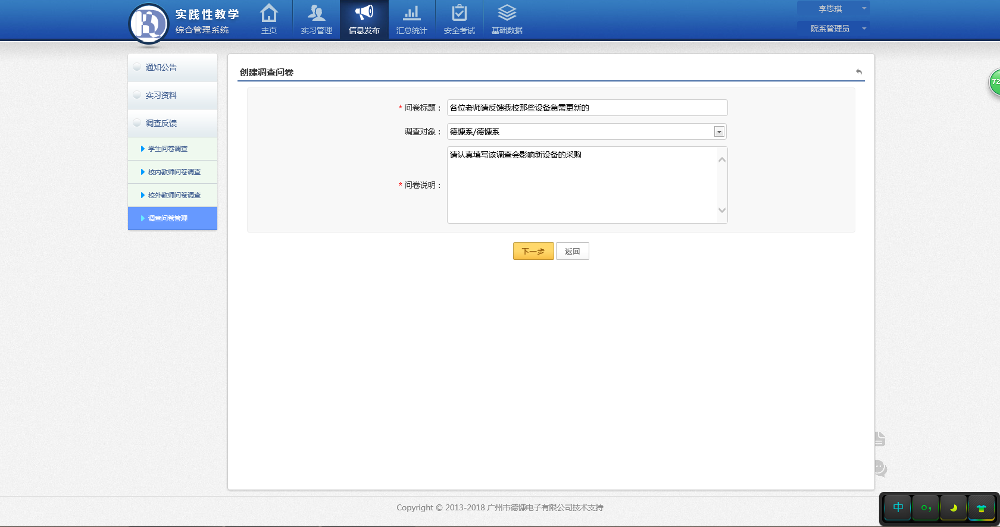 实践性教学
综合管理系统
主页
实习管理
信息发布
汇总统计
安全考试
基础数据
李思琪
院系管理员
通知公告
实习资料
调查反馈
学生问卷调查
校内教师问卷调查
校外教师问卷调查
调查问卷管理
创建调查问卷
* 问卷标题： 各位老师请反馈我校那些设备急需更新的
调查对象： 德慷系/德慷系
* 问卷说明： 请认真填写该调查会影响新设备的采购
下一步 返回
72
Copyright © 2013-2018 广州市德慷电子有限公司技术支持
中